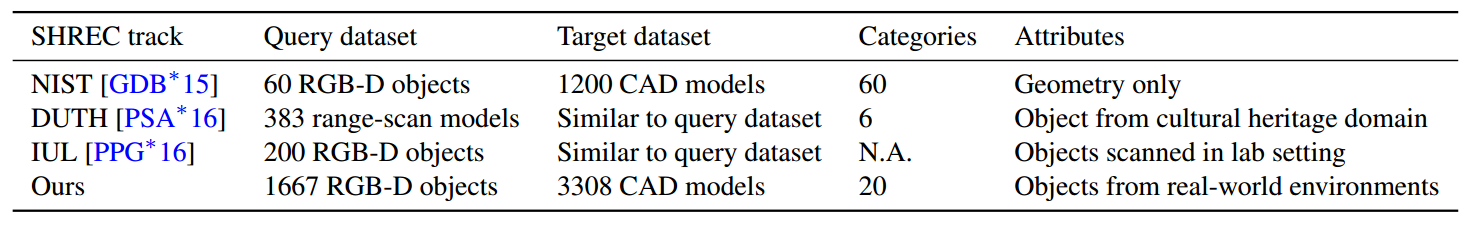 SHREC track Query dataset Target dataset Categories Attributes
NIST [GDB*15] 60 RGB-D objects 1200 CAD models 60 Geometry only
DUTH [PSA*16] 383 range-scan models Similar to query dataset 6 Object from cultural heritage domain
IUL [PPG*16] 200 RGB-D objects Similar to query dataset N.A. Objects scanned in lab setting
Ours 1667 RGB-D objects 3308 CAD models 20 Objects from real-world environments